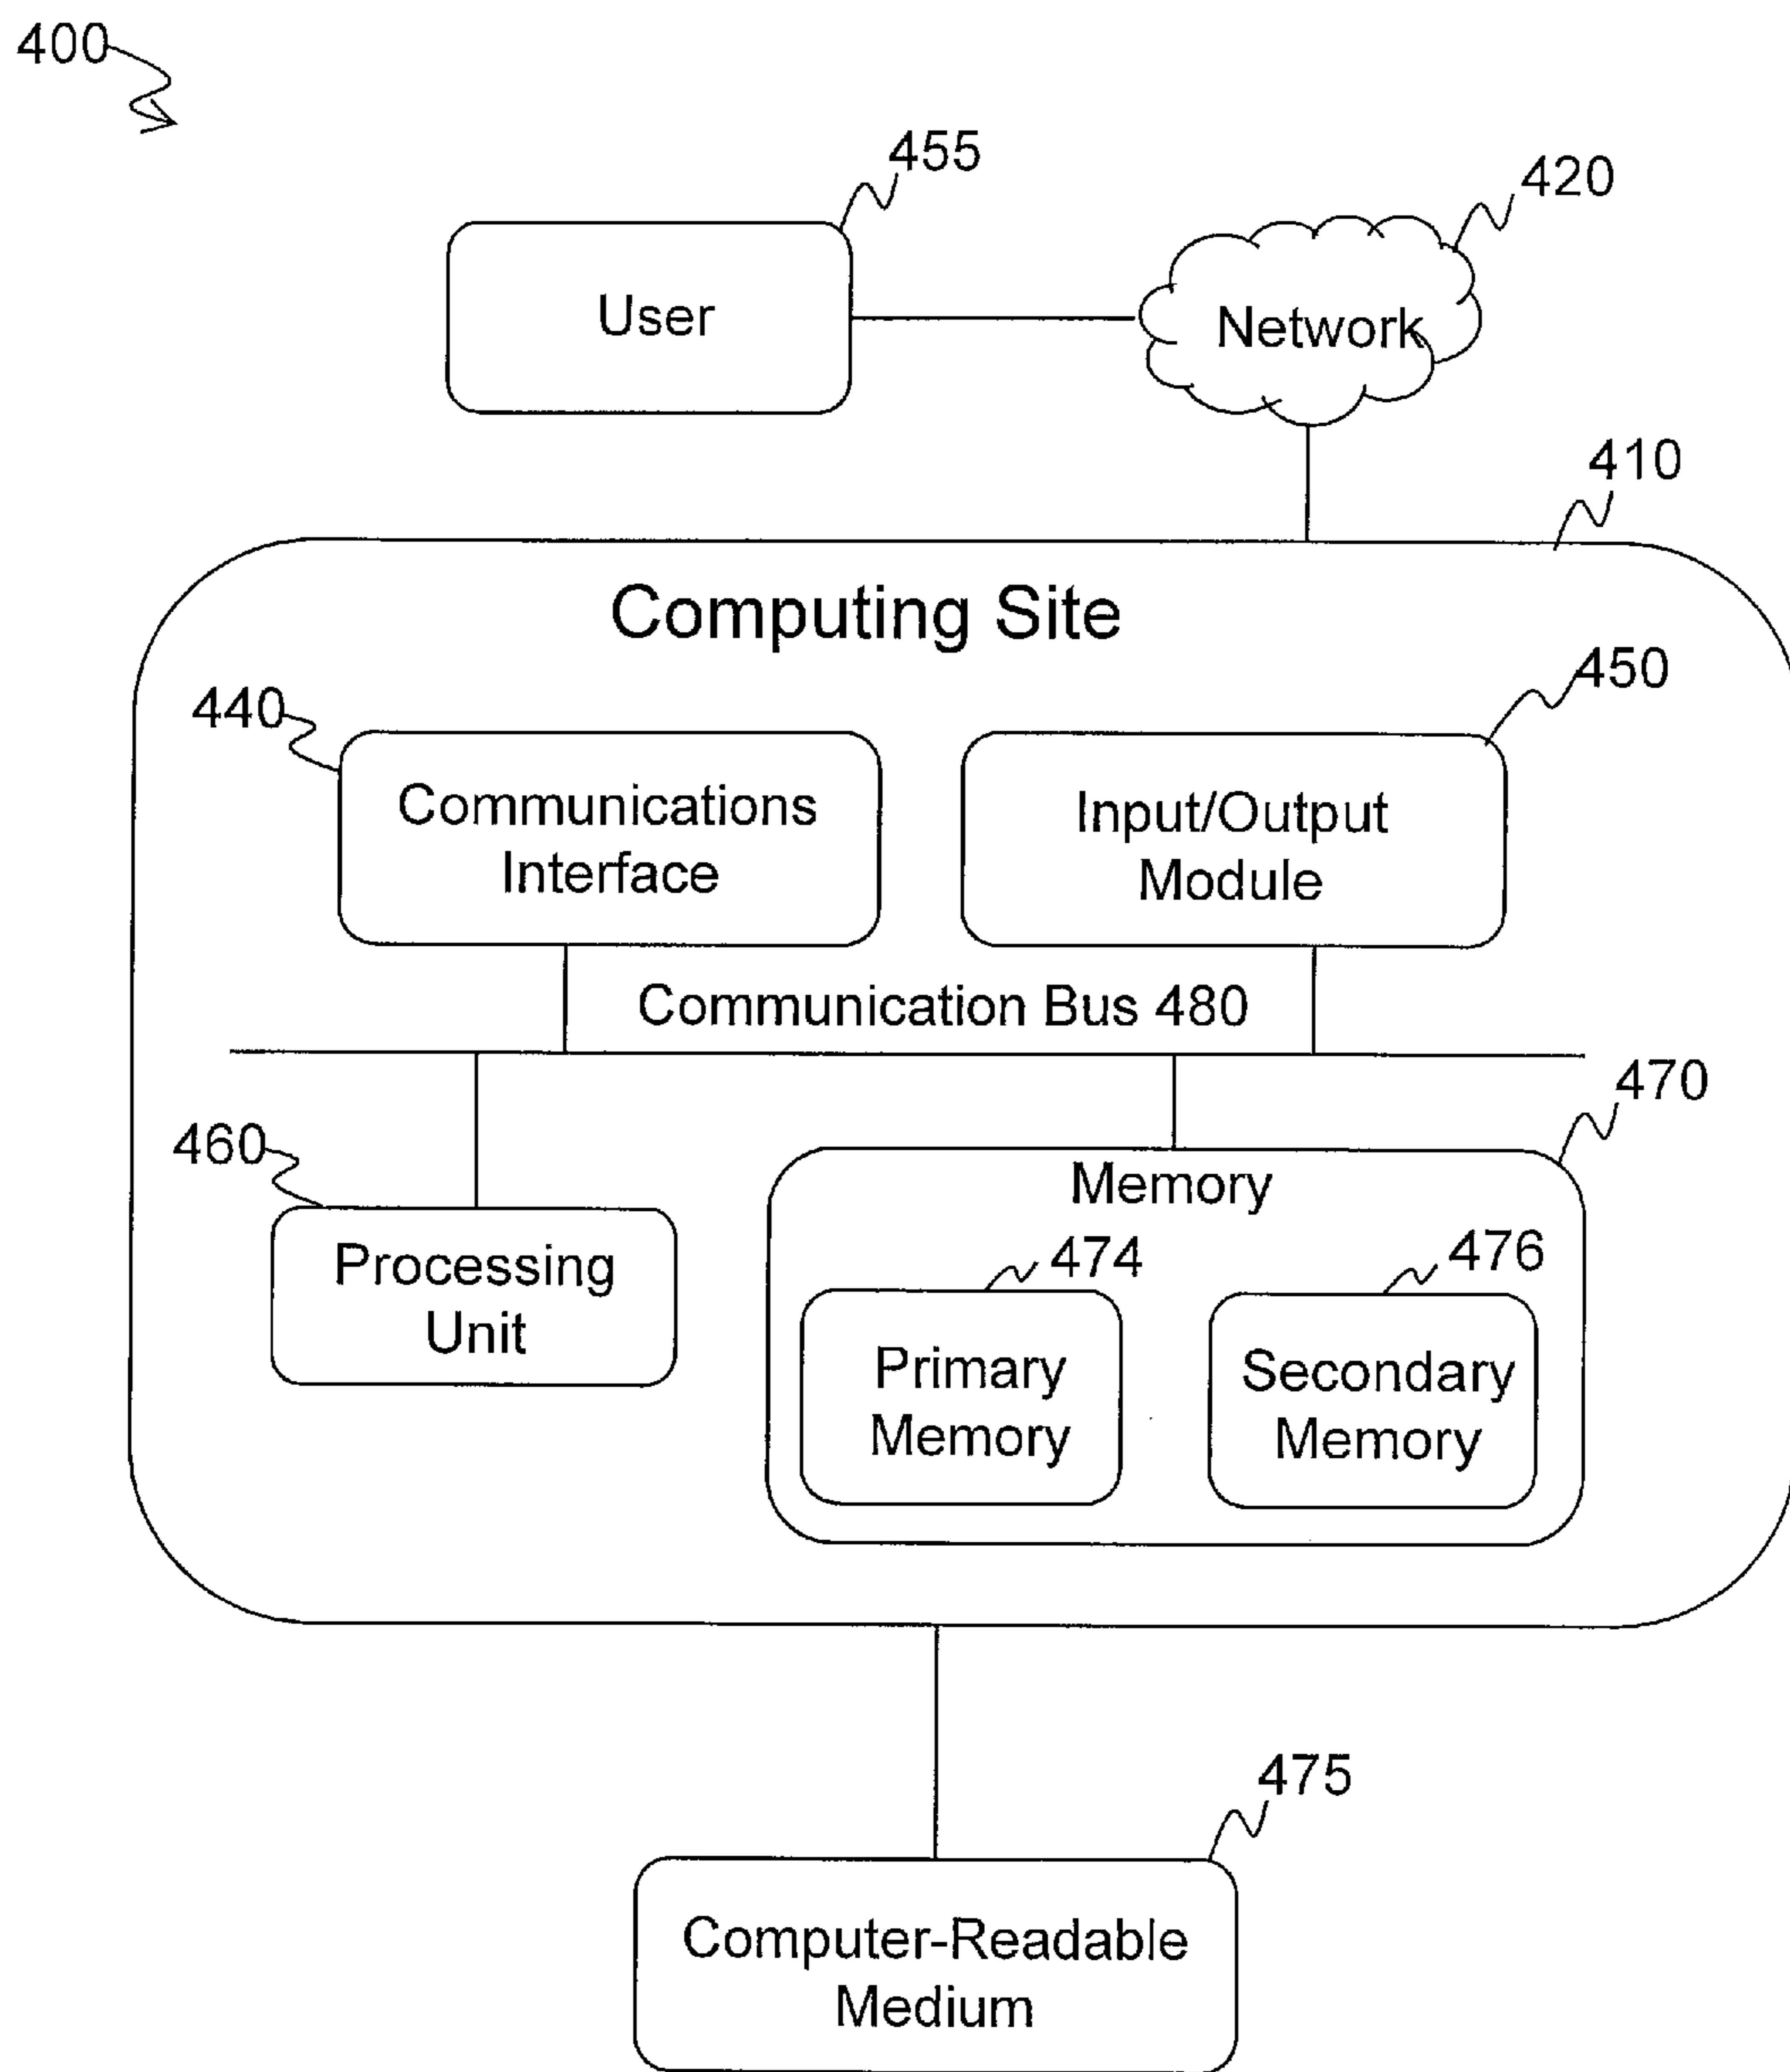 400
455
420
User
Network
410
Computing Site
440
450
Communications
Interface
Input/Output
Module
Communication Bus 480
470
460
Memory
Processing
Unit
474
476
Primary
Memory
Secondary
Memory
475
Computer-Readable
Medium